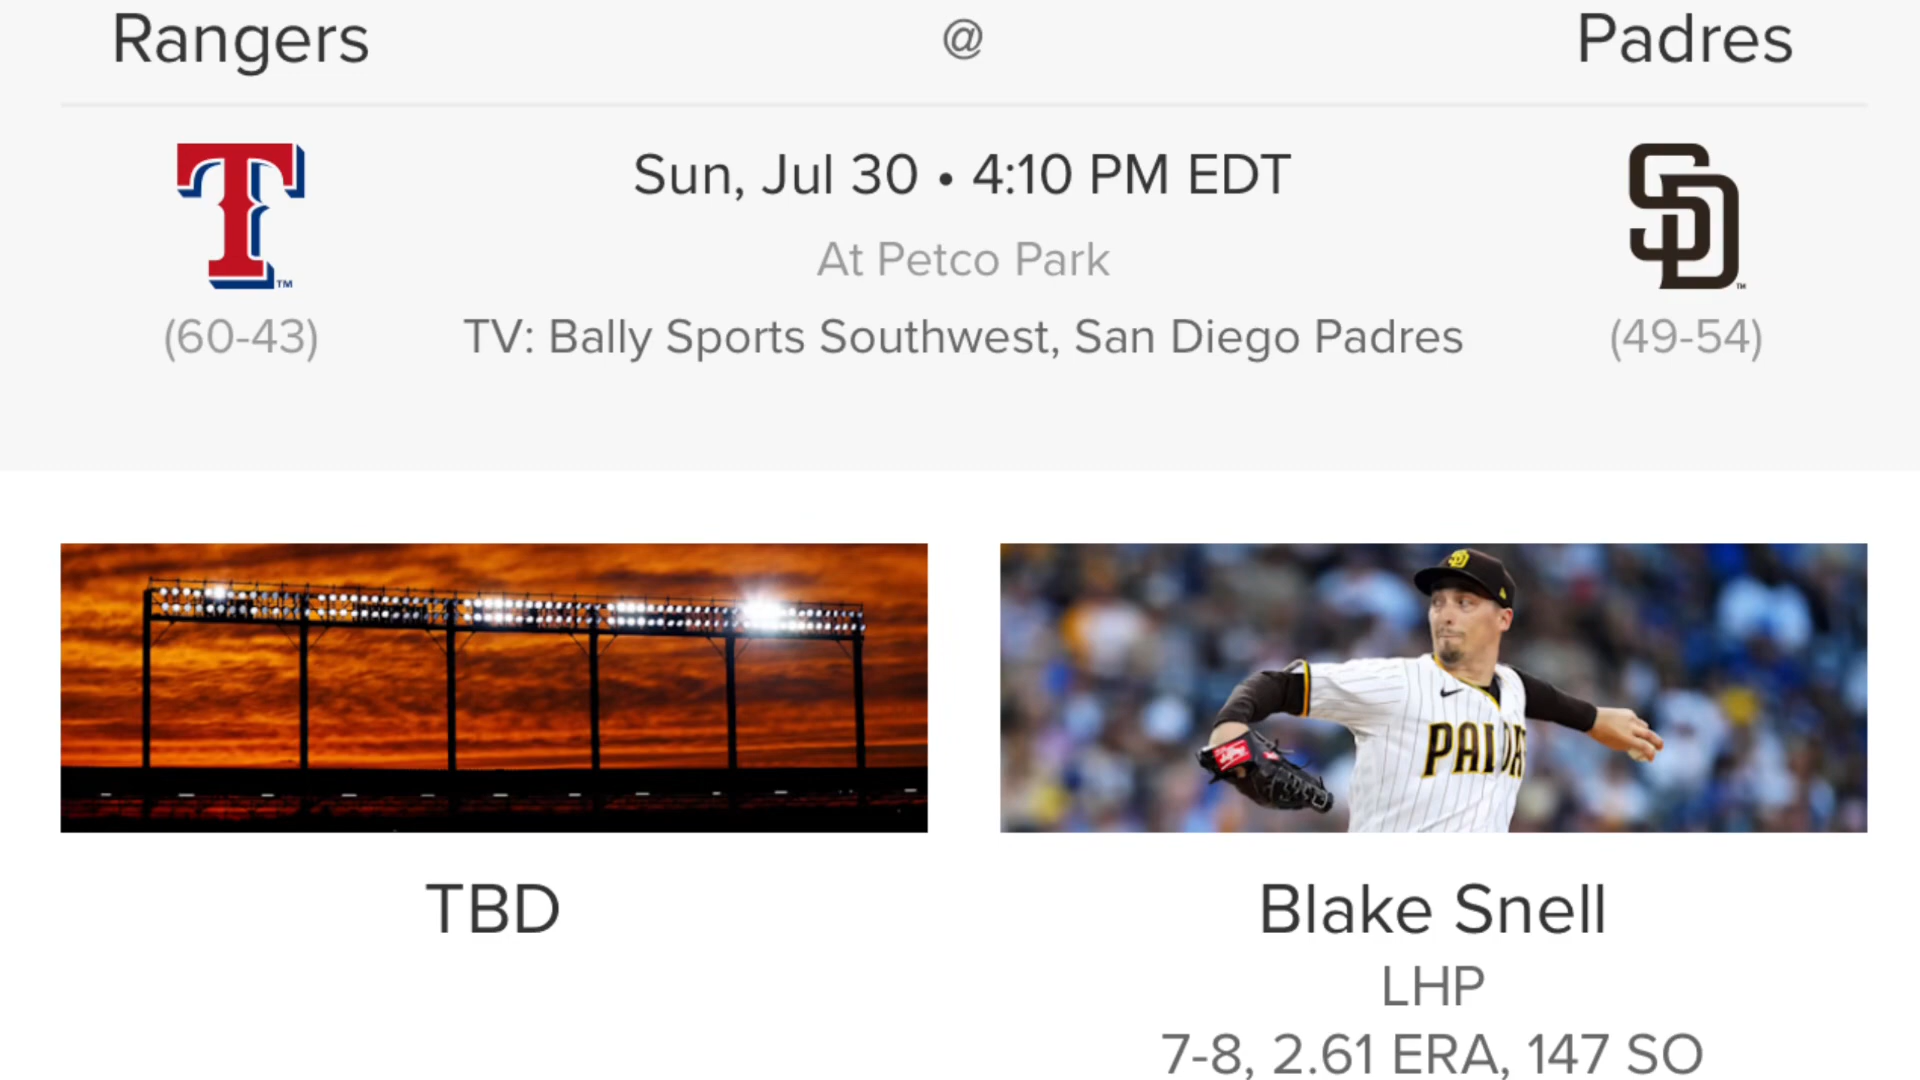 Rangers @ Padres
Sun, Jul 30 • 4:10 PM EDT
At Petco Park
(60-43) TV: Bally Sports Southwest, San Diego Padres (49-54)
TBD
Blake Snell
LHP
7-8, 2.61 ERA, 147 SO